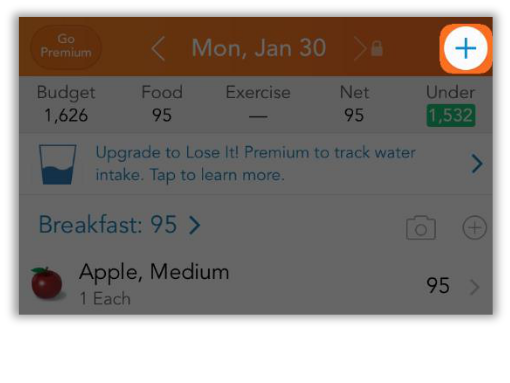 Go
Premium
Mon, Jan 30
Budget Food Exercise Net Under
1,626 95 — 95 1,532
Upgrade to Lose It! Premium to track water
intake. Tap to learn more.
Breakfast: 95
Apple, Medium
1 Each
95